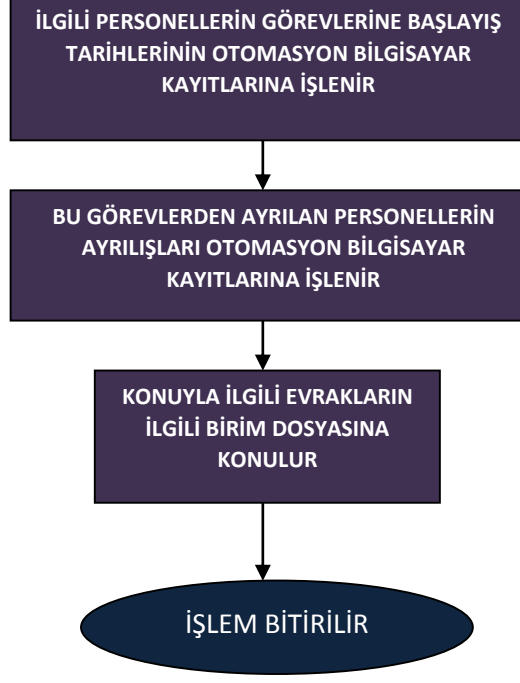 İLGİLİ PERSONELLERİN GÖREVLERİNE BAŞLAYIŞ
TARİHLERİNİN OTOMASYON BİLGİSAYAR
KAYITLARINA İŞLENİR
BU GÖREVLERDEN AYRILAN PERSONELLERİN
AYRILIŞLARI OTOMASYON BİLGİSAYAR
KAYITLARINA İŞLENİR
KONUYLA İLGİLİ EVRAKLARIN
İLGİLİ BİRİM DOSYASINA
KONULUR
İŞLEM BİTİRİLİR